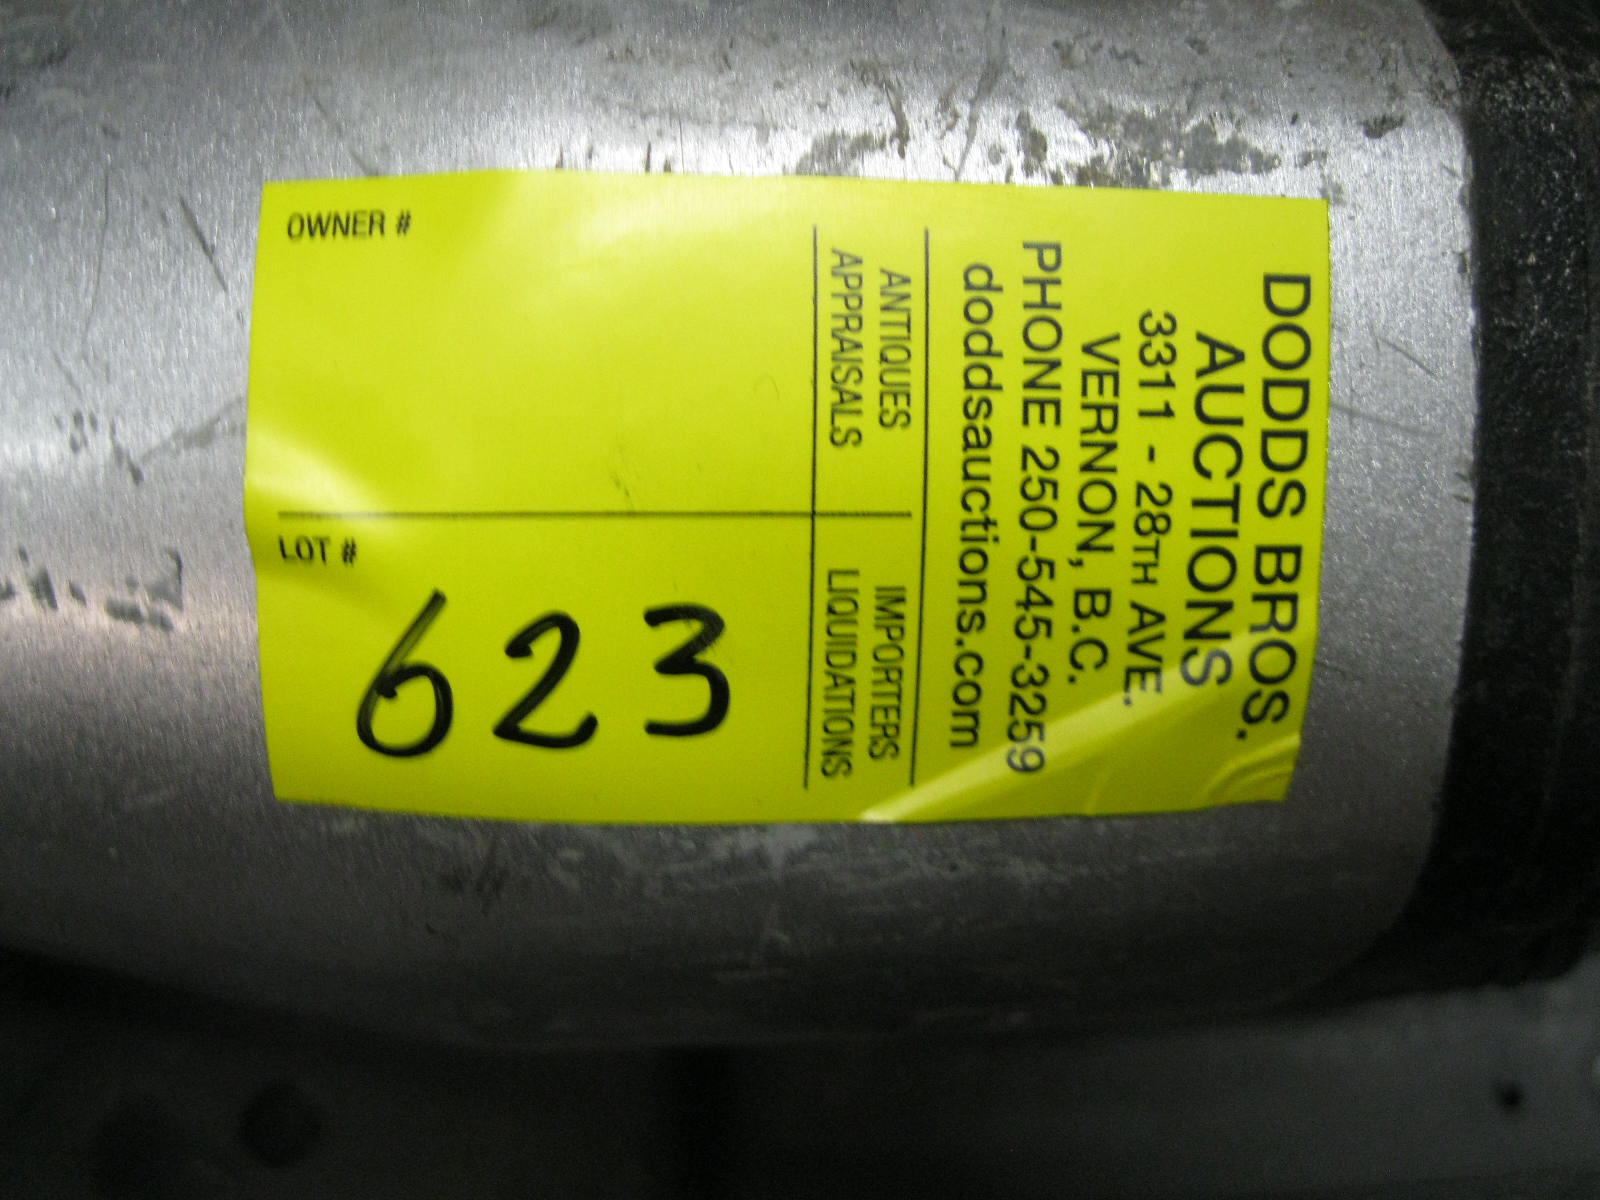 DODDS BROS.
AUCTIONS
3311 - 28TH AVE.
VERNON, B.C.
PHONE 250-545-3259
doddsauctions.com
ANTIQUES
APPRAISALS
IMPORTERS
LIQUIDATIONS
OWNER #
LOT #
623